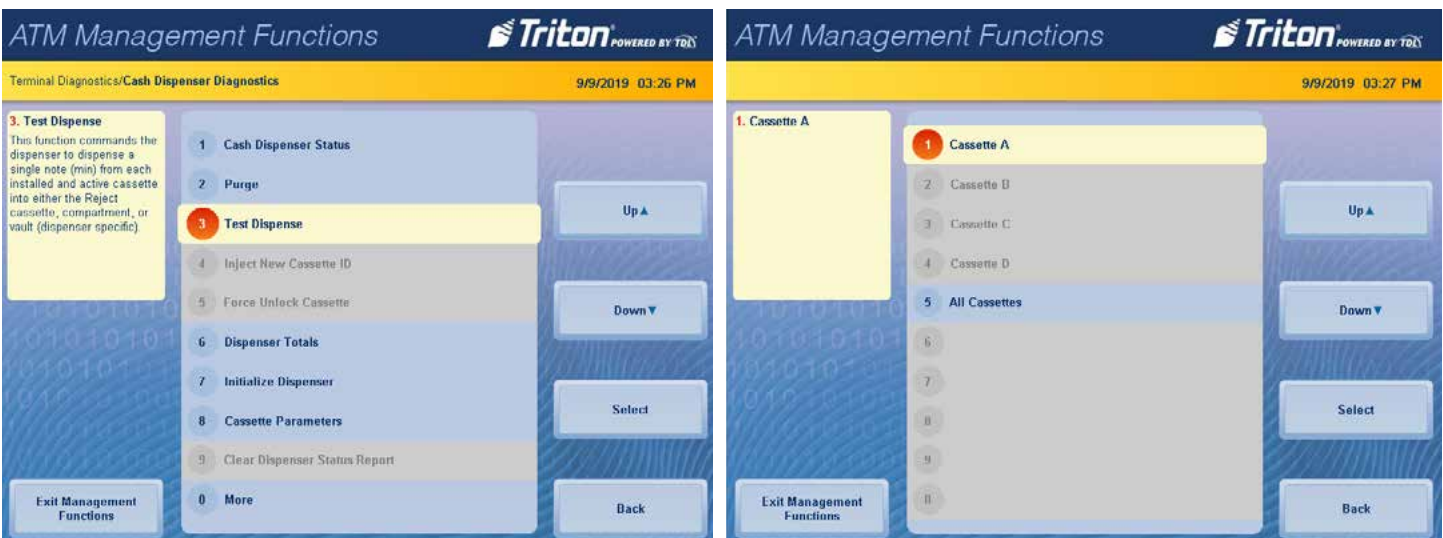 ATM Management Functions
Triton POWERED BY TDL
Terminal Diagnostics/Cash Dispenser Diagnostics
9/9/2019 03:26 PM
3. Test Dispense
This function commands the
dispenser to dispense a
single note (min) from each
installed and active cassette
into either the Reject
cassette, compartment, or
vault (dispenser specific).
1 Cash Dispenser Status
2 Purge
3 Test Dispense
4 Inject New Cassette ID
5 Force Unlock Cassette
6 Dispenser Totals
7 Initialize Dispenser
8 Cassette Parameters
9 Clear Dispenser Status Report
0 More
Up▲
Down▼
Select
Back
Exit Management
Functions
ATM Management Functions
Triton POWERED BY TDL
9/9/2019 03:27 PM
1. Cassette A
1 Cassette A
2 Cassette B
3 Cassette C
4 Cassette D
5 All Cassettes
6
7
8
9
0
Up▲
Down▼
Select
Back
Exit Management
Functions